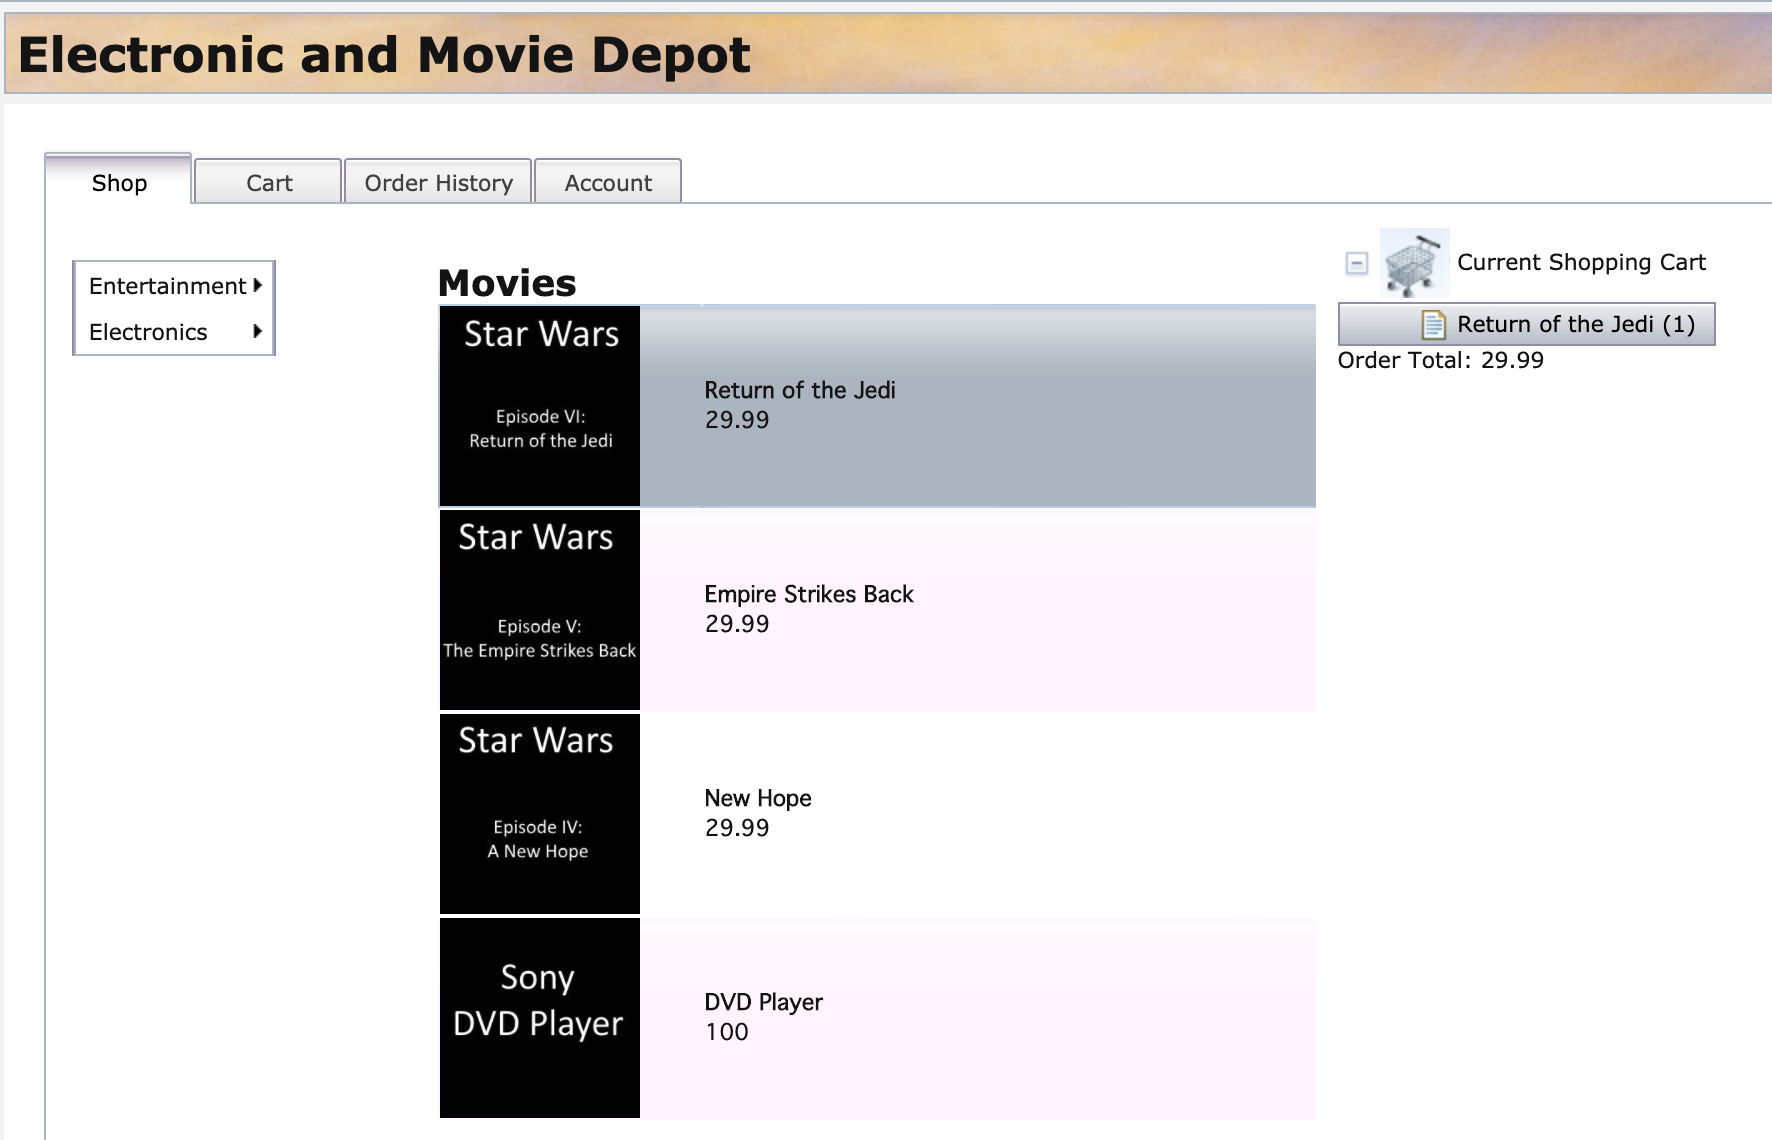 Electronic and Movie Depot
Shop
Cart
Order History
Account
Entertainment
Electronics
Movies
Star Wars
Episode VI:
Return of the Jedi
Return of the Jedi
29.99
Star Wars
Episode V:
The Empire Strikes Back
Empire Strikes Back
29.99
Star Wars
Episode IV:
A New Hope
New Hope
29.99
Sony
DVD Player
DVD Player
100
Current Shopping Cart
Return of the Jedi (1)
Order Total: 29.99